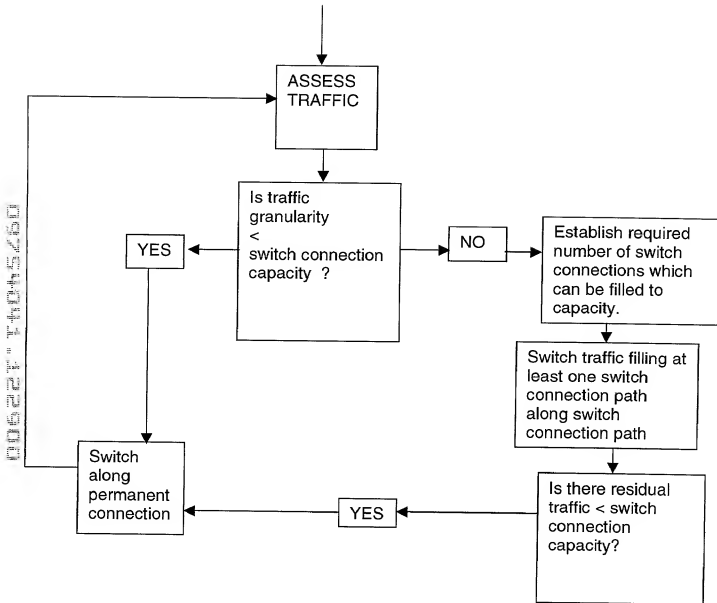 ASSESS
TRAFFIC
Is traffic
granularity
<
switch connection
capacity ?
YES
NO
Establish required
number of switch
connections which
can be filled to
capacity.
Switch traffic filling at
least one switch
connection path
along switch
connection path
Is there residual
traffic < switch
connection
capacity?
YES
Switch
along
permanent
connection